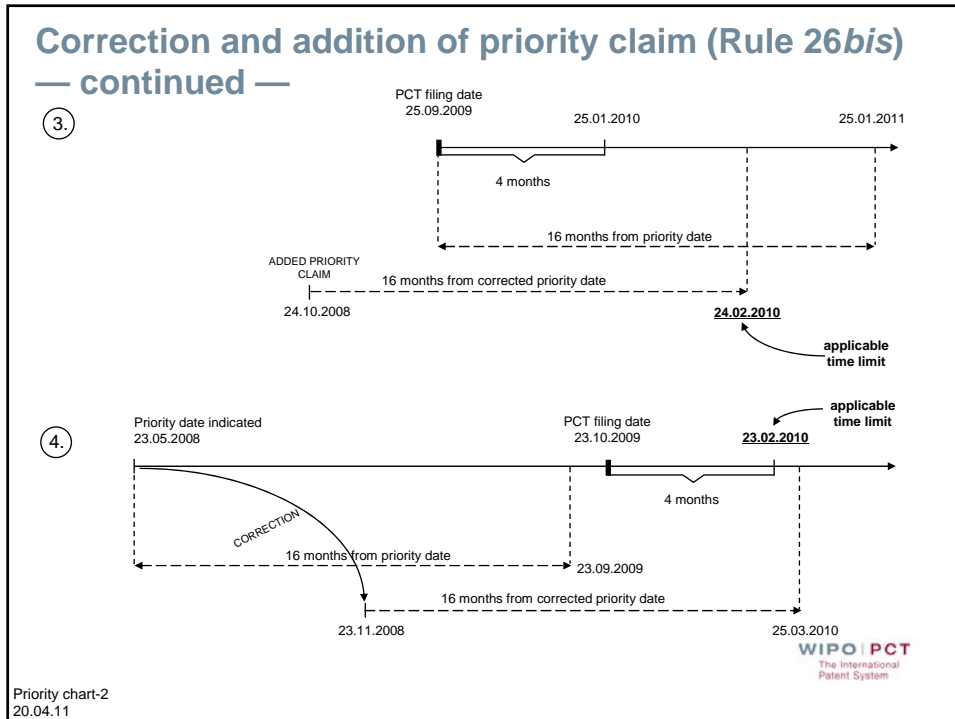 Correction and addition of priority claim (Rule 26bis)
— continued —
3.
PCT filing date
25.09.2009
25.01.2010
25.01.2011
4 months
16 months from priority date
ADDED PRIORITY
CLAIM
16 months from corrected priority date
24.10.2008
24.02.2010
applicable
time limit
4.
Priority date indicated
23.05.2008
PCT filing date
23.10.2009
23.02.2010
applicable
time limit
4 months
CORRECTION
16 months from priority date
23.09.2009
16 months from corrected priority date
23.11.2008
25.03.2010
WIPO|PCT
The International
Patent System
Priority chart-2
20.04.11